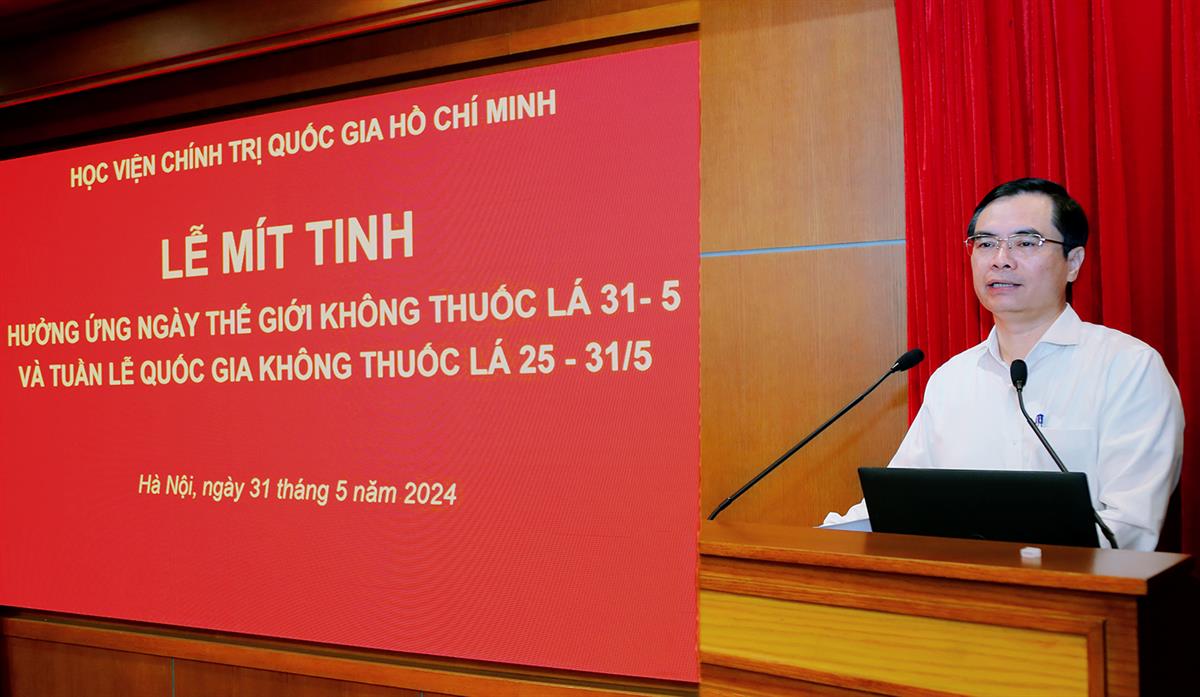 HỌC VIỆN CHÍNH TRỊ QUỐC GIA HỒ CHÍ MINH
LỄ MÍT TINH
HƯỞNG ỨNG NGÀY THẾ GIỚI KHÔNG THUỐC LÁ 31- 5
VÀ TUẦN LỄ QUỐC GIA KHÔNG THUỐC LÁ 25 - 31/5
Hà Nội, ngày 31 tháng 5 năm 2024